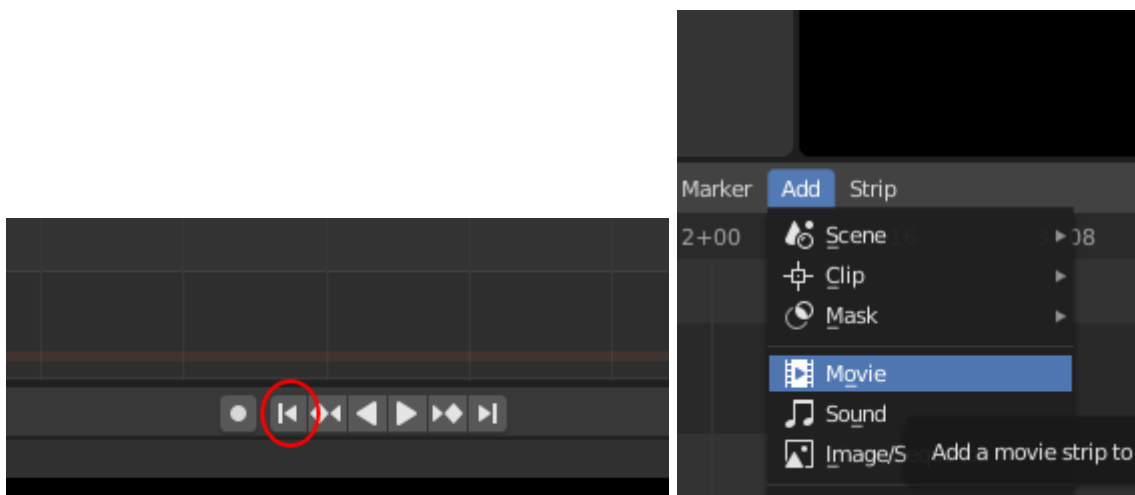 Marker Add Strip
2+00 Scene 08
Clip
Mask
Movie
Sound
Image/S Add a movie strip to